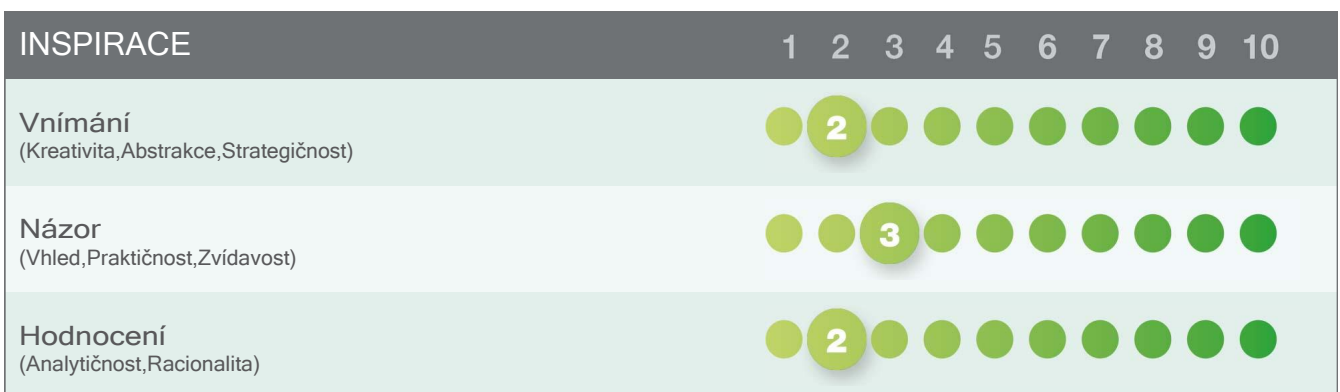 INSPIRACE 1 2 3 4 5 6 7 8 9 10
Vnímání
(Kreativita,Abstrakce,Strategičnost)
2
Názor
(Vhled,Praktičnost,Zvídavost)
3
Hodnocení
(Analytičnost,Racionalita)
2